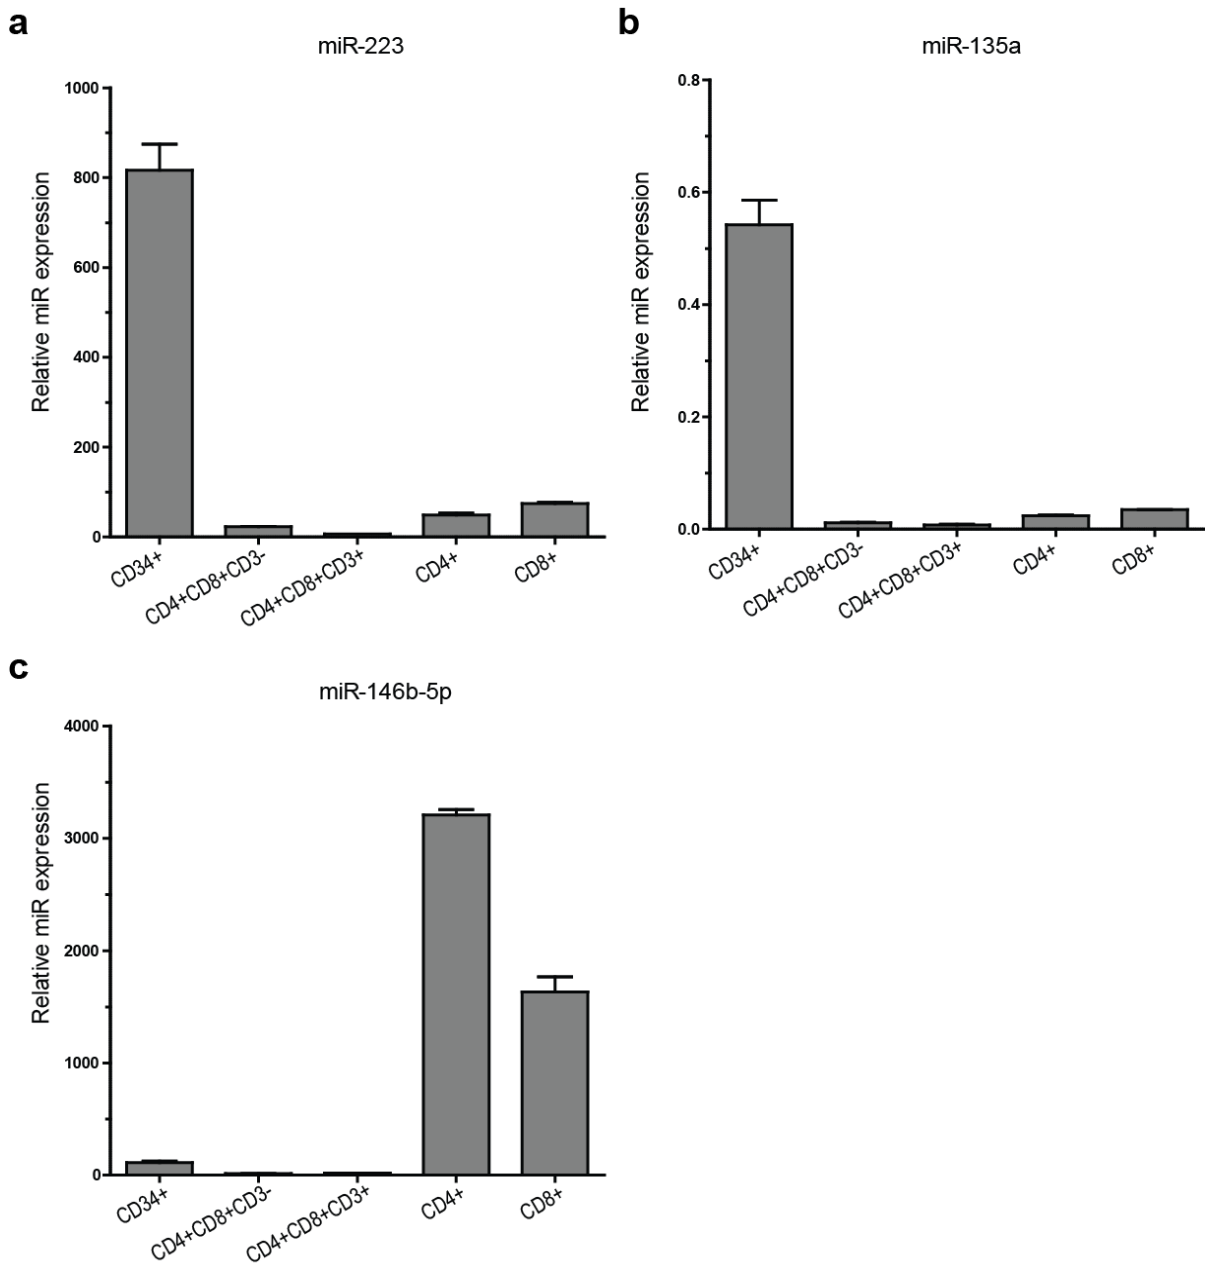 a
miR-223
Relative miR expression
1000
800
600
400
200
0
CD34+
CD4+CD8+CD3-
CD4+CD8+CD3+
CD4+
CD8+
b
miR-135a
Relative miR expression
0.8
0.6
0.4
0.2
0.0
CD34+
CD4+CD8+CD3-
CD4+CD8+CD3+
CD4+
CD8+
c
miR-146b-5p
Relative miR expression
4000
3000
2000
1000
0
CD34+
CD4+CD8+CD3-
CD4+CD8+CD3+
CD4+
CD8+